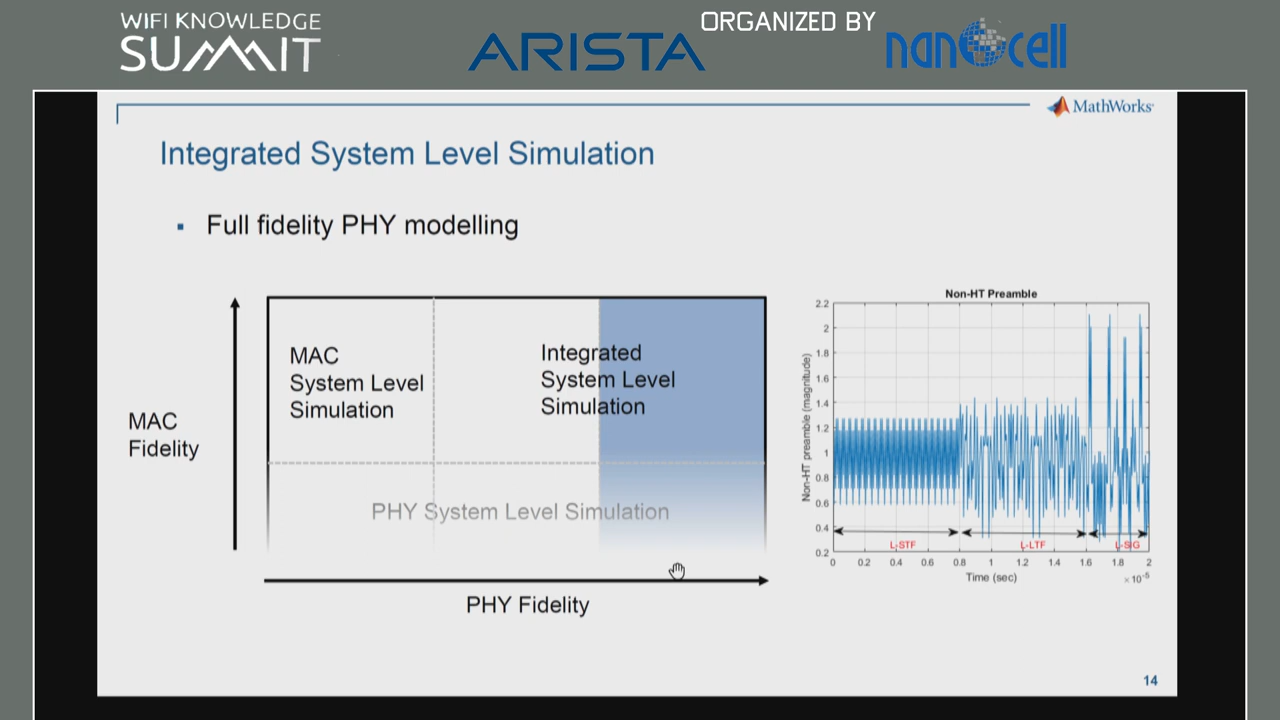 WIFI KNOWLEDGE
SUMMIT
ARISTA
ORGANIZED BY
nanocell
MathWorks
Integrated System Level Simulation
▪ Full fidelity PHY modelling
MAC
Fidelity
MAC
System Level
Simulation
Integrated
System Level
Simulation
PHY System Level Simulation
PHY Fidelity
Non-HT Preamble
Non-HT preamble (magnitude)
2.2
2
1.8
1.6
1.4
1.2
1
0.8
0.6
0.4
0.2
L-STF
L-LTF
L-SIG
0 0.2 0.4 0.6 0.8 1 1.2 1.4 1.6 1.8 2
Time (sec)
×10⁻⁵
14